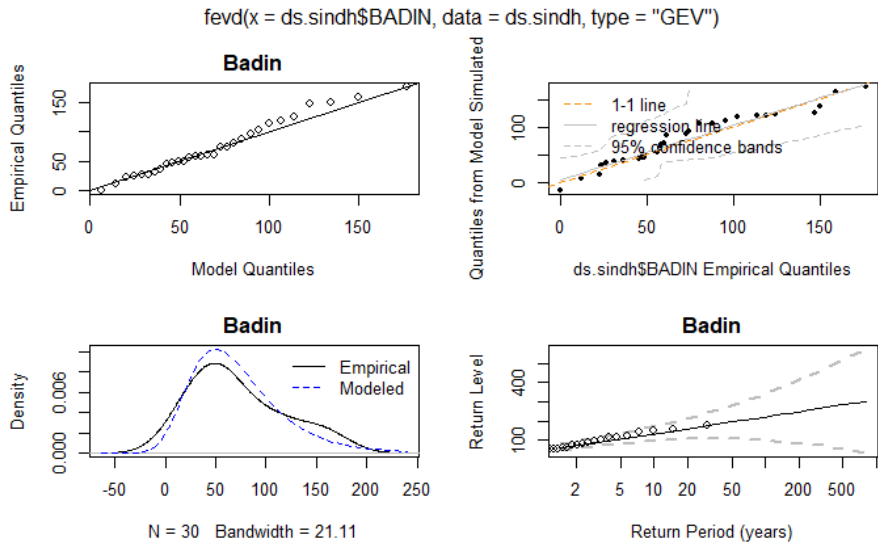 fevd(x = ds.sindh$BADIN, data = ds.sindh, type = "GEV")
Badin
Empirical Quantiles
0 50 150
0 50 100 150
Model Quantiles
Quantiles from Model Simulated
0 100
1-1 line
regression line
95% confidence bands
0 50 100 150
ds.sindh$BADIN Empirical Quantiles
Badin
Density
0.000 0.006
Empirical
Modeled
-50 0 50 100 150 200 250
N = 30 Bandwidth = 21.11
Badin
Return Level
100 400
2 5 10 20 50 200 500
Return Period (years)